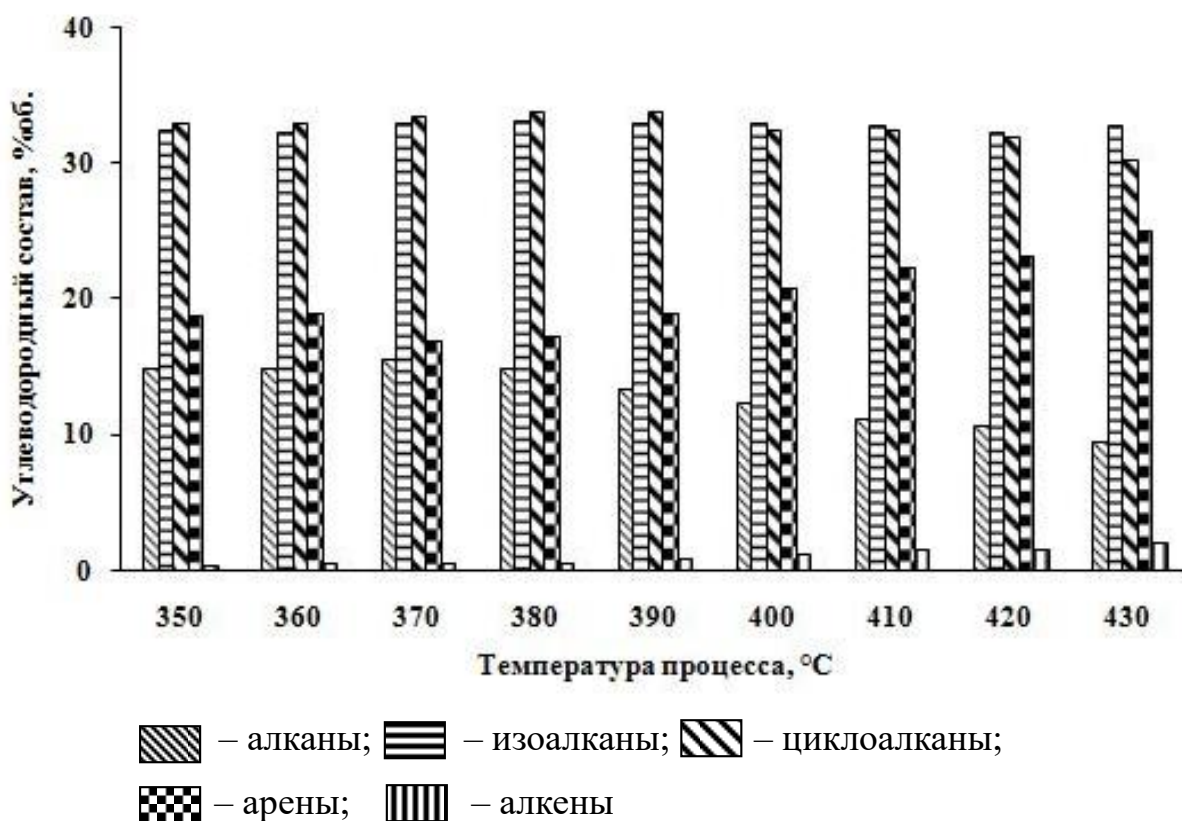 Углеводородный состав, %об.
40
30
20
10
0
350 360 370 380 390 400 410 420 430
Температура процесса, °С
– алканы; – изоалканы; – циклоалканы;
– арены; – алкены